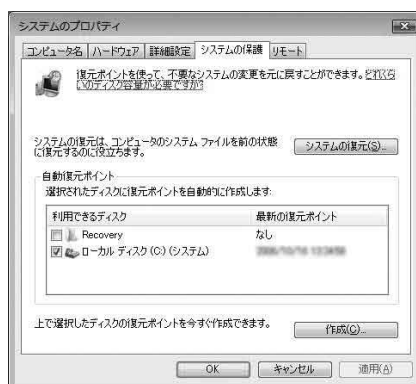 システムのプロパティ
コンピュータ名 ハードウェア 詳細設定 システムの保護 リモート
復元ポイントを使って、不要なシステムの変更を元に戻すことができます。どれくら
いのディスク容量が必要ですか?
システムの復元は、コンピュータのシステム ファイルを前の状態
に復元するのに役立ちます。
システムの復元(S)...
自動復元ポイント
選択されたディスクに復元ポイントを自動的に作成します:
利用できるディスク 最新の復元ポイント
Recovery なし
ローカル ディスク (C:) (システム)
上で選択したディスクの復元ポイントを今すぐ作成できます。
作成(C)...
OK キャンセル 適用(A)